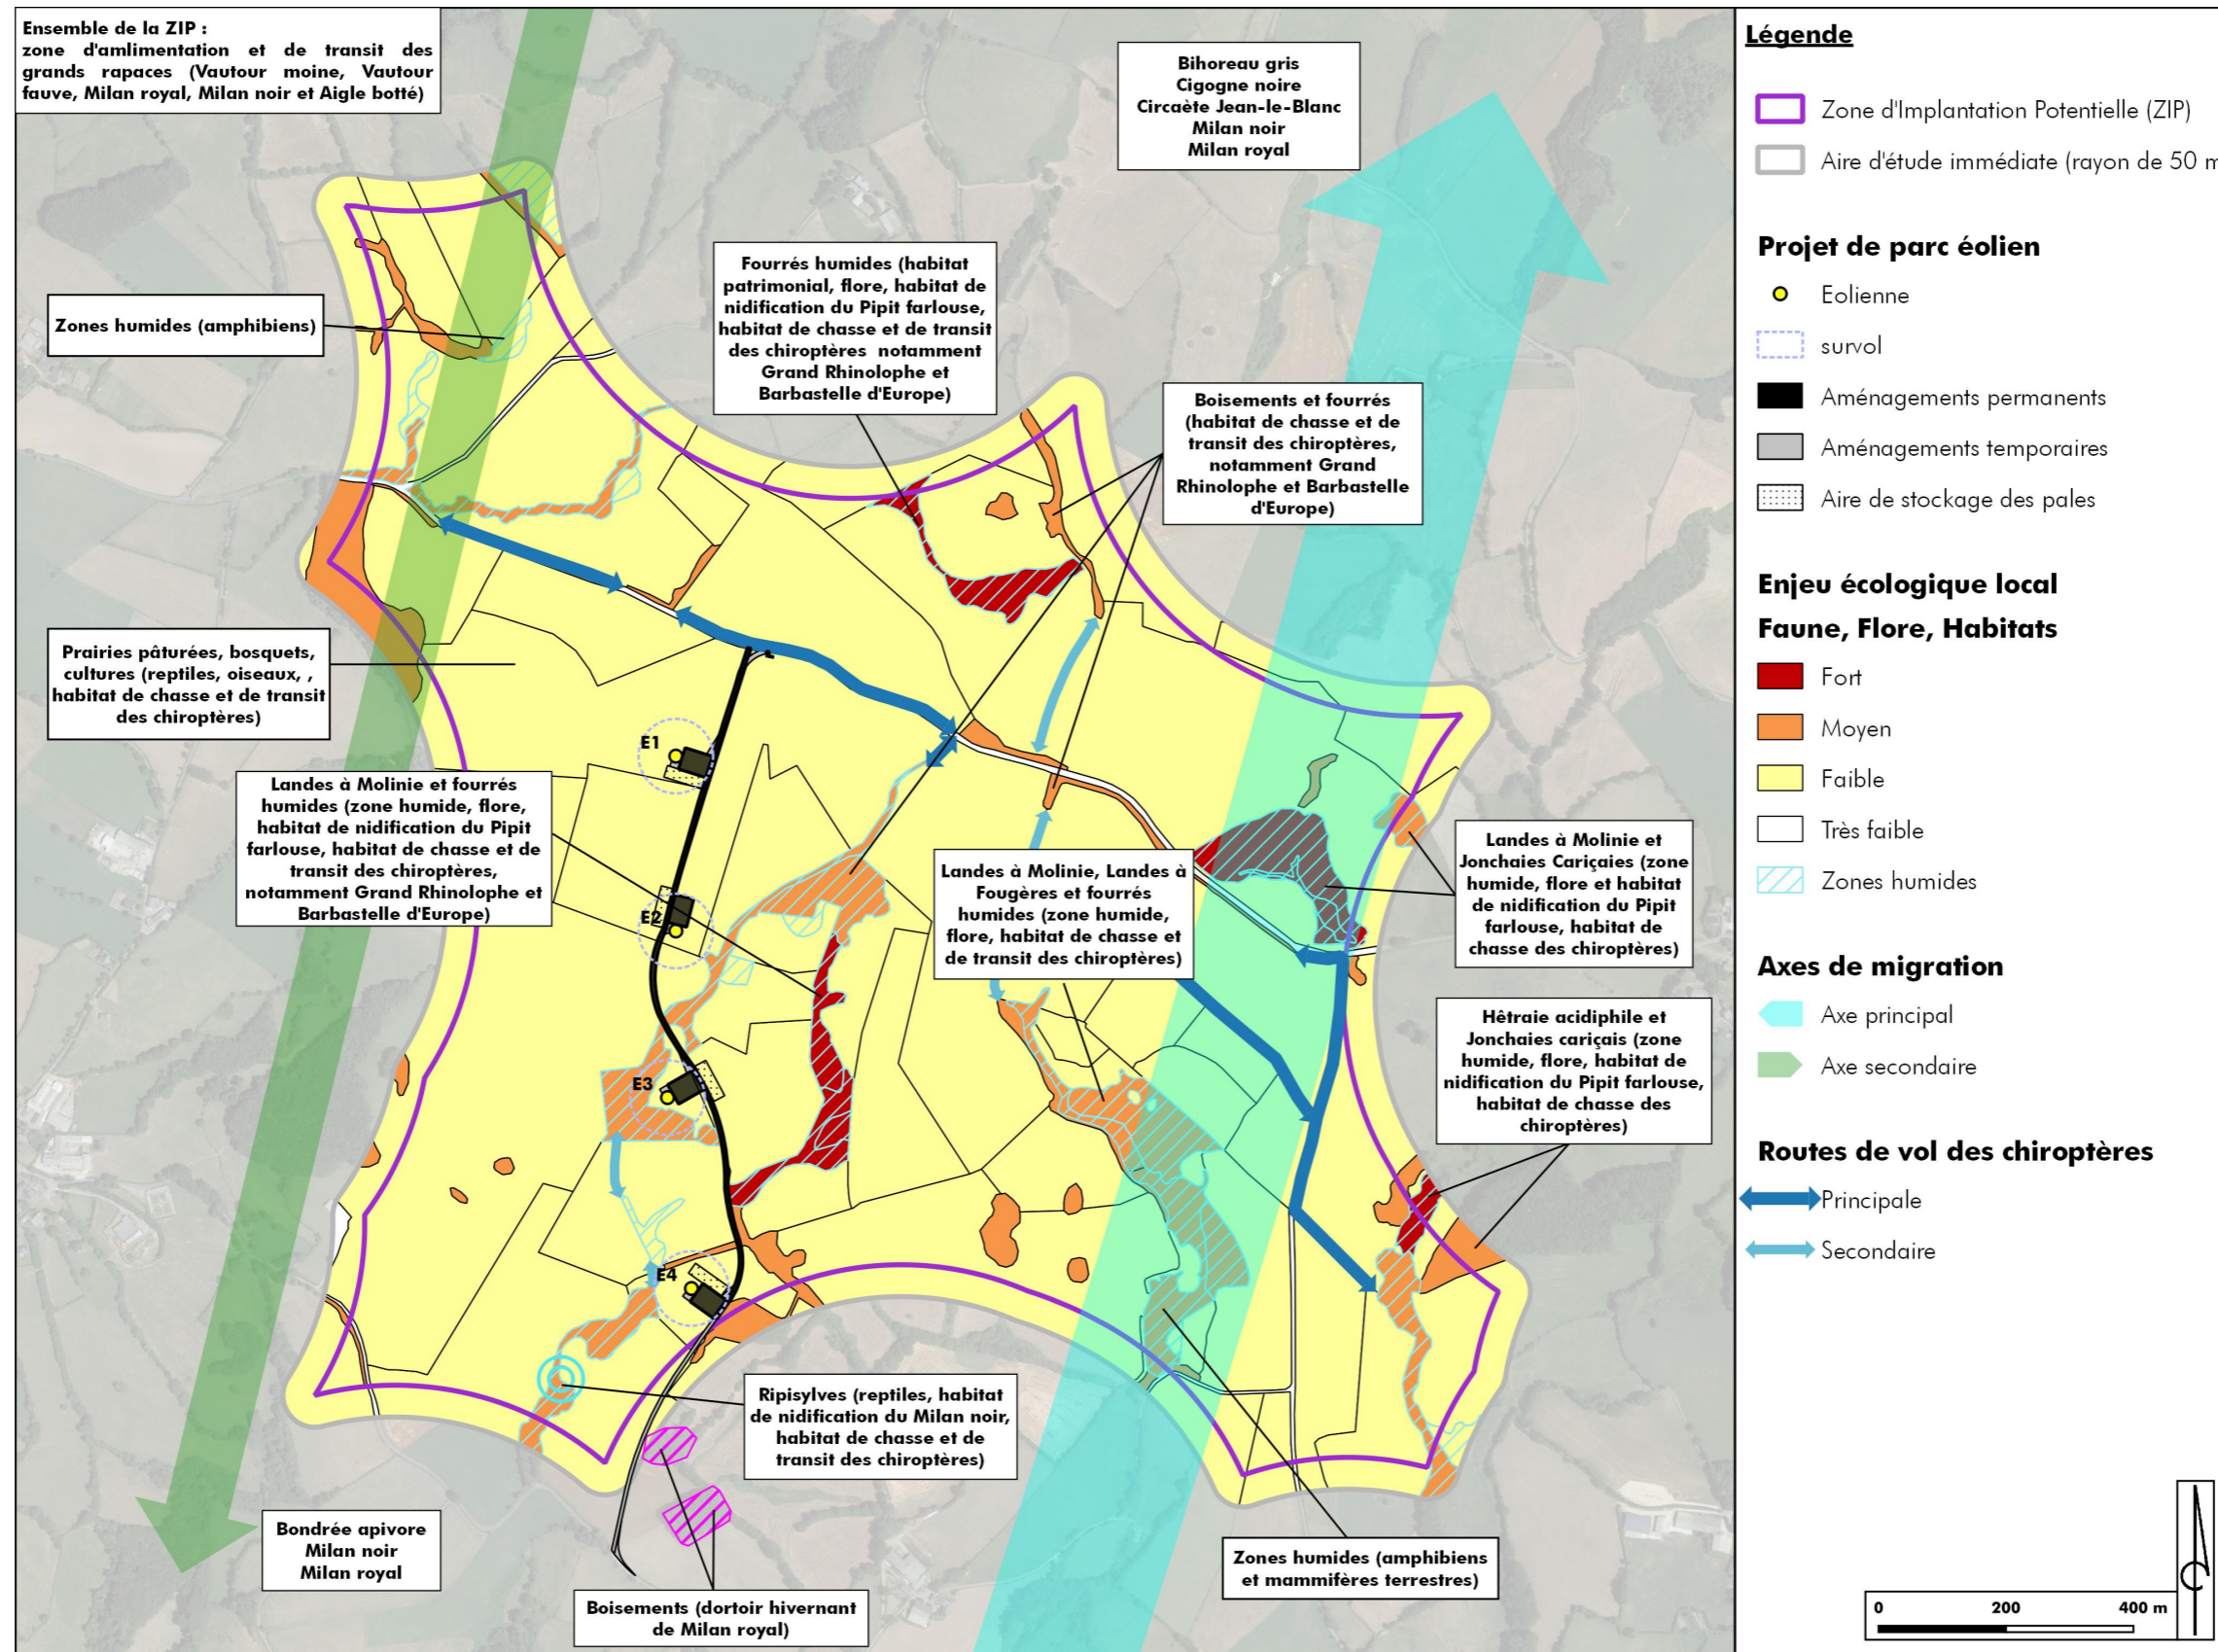 Ensemble de la ZIP :
zone d'amlimentation et de transit des
grands rapaces (Vautour moine, Vautour
fauve, Milan royal, Milan noir et Aigle botté)
Bihoreau gris
Cigogne noire
Circaète Jean-le-Blanc
Milan noir
Milan royal
Zones humides (amphibiens)
Fourrés humides (habitat
patrimonial, flore, habitat de
nidification du Pipit farlouse,
habitat de chasse et de transit
des chiroptères notamment
Grand Rhinolophe et
Barbastelle d'Europe)
Boisements et fourrés
(habitat de chasse et de
transit des chiroptères,
notamment Grand
Rhinolophe et Barbastelle
d'Europe)
Prairies pâturées, bosquets,
cultures (reptiles, oiseaux, ,
habitat de chasse et de transit
des chiroptères)
E1
Landes à Molinie et fourrés
humides (zone humide, flore,
habitat de nidification du Pipit
farlouse, habitat de chasse et de
transit des chiroptères,
notamment Grand Rhinolophe et
Barbastelle d'Europe)
E2
Landes à Molinie, Landes à
Fougères et fourrés
humides (zone humide,
flore, habitat de chasse et
de transit des chiroptères)
Landes à Molinie et
Jonchaies Cariçaies (zone
humide, flore et habitat
de nidification du Pipit
farlouse, habitat de
chasse des chiroptères)
E3
Hêtraie acidiphile et
Jonchaies cariçais (zone
humide, flore, habitat de
nidification du Pipit farlouse,
habitat de chasse des
chiroptères)
E4
Ripisylves (reptiles, habitat
de nidification du Milan noir,
habitat de chasse et de
transit des chiroptères)
Bondrée apivore
Milan noir
Milan royal
Boisements (dortoir hivernant
de Milan royal)
Zones humides (amphibiens
et mammifères terrestres)
Légende
Zone d'Implantation Potentielle (ZIP)
Aire d'étude immédiate (rayon de 50 m
Projet de parc éolien
Eolienne
survol
Aménagements permanents
Aménagements temporaires
Aire de stockage des pales
Enjeu écologique local
Faune, Flore, Habitats
Fort
Moyen
Faible
Très faible
Zones humides
Axes de migration
Axe principal
Axe secondaire
Routes de vol des chiroptères
Principale
Secondaire
0 200 400 m